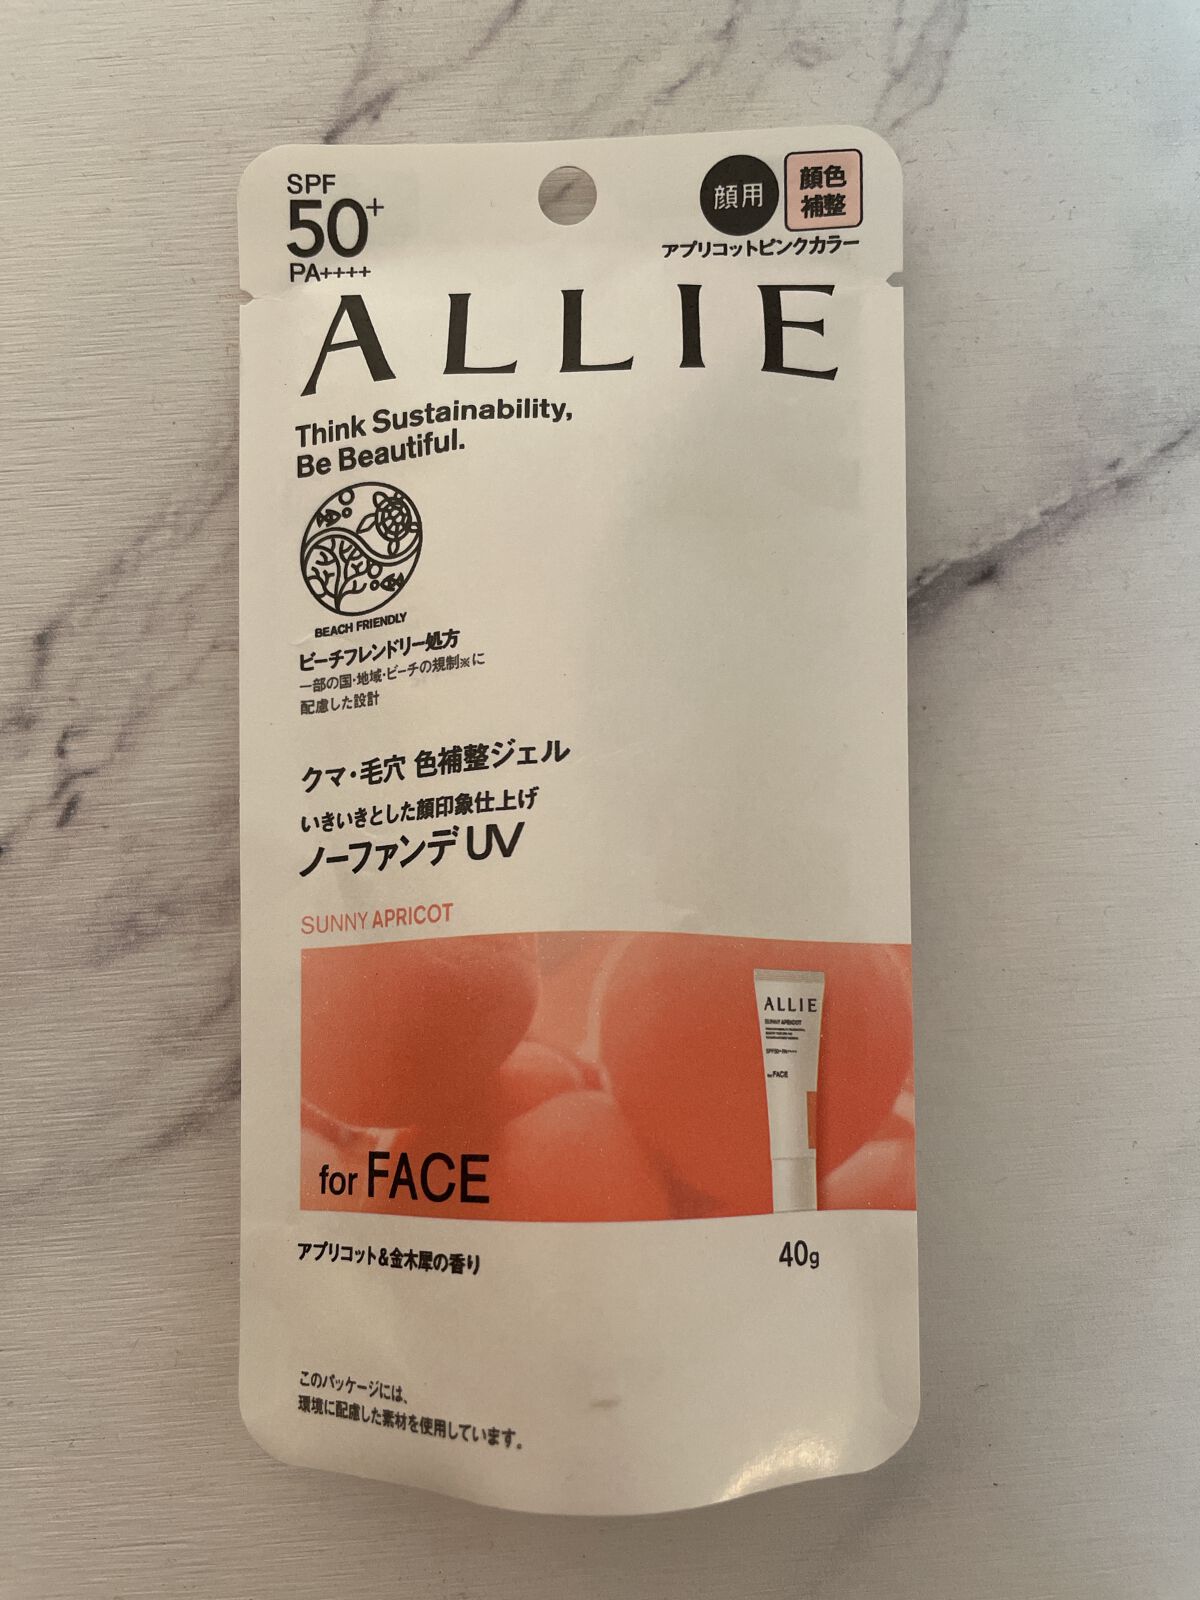 SPF
50+
PA++++
顔用
顔色
補整
アプリコットピンクカラー
ALLIE
Think Sustainability,
Be Beautiful.
BEACH FRIENDLY
ビーチフレンドリー処方
一部の国・地域・ビーチの規制※に
配慮した設計
クマ・毛穴 色補整ジェル
いきいきとした顔印象仕上げ
ノーファンデUV
SUNNY APRICOT
ALLIE
SUNNY APRICOT
SPF50+ PA++++
for FACE
for FACE
アプリコット&金木犀の香り
40g
このパッケージには、
環境に配慮した素材を使用しています。